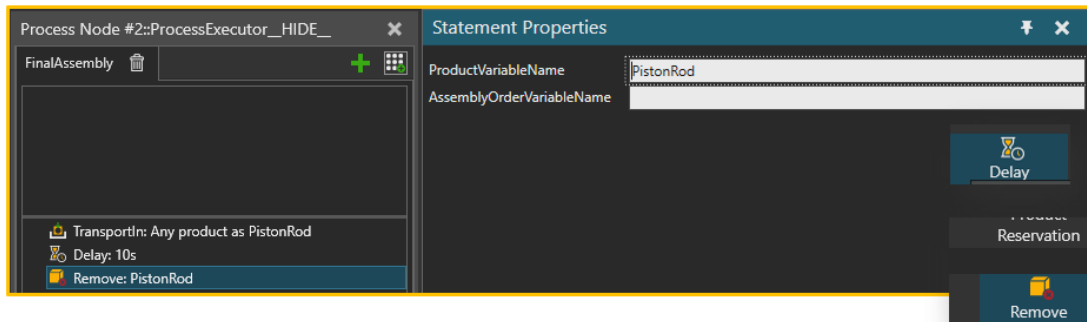 Process Node #2::ProcessExecutor__HIDE__
FinalAssembly
TransportIn: Any product as PistonRod
Delay: 10s
Remove: PistonRod
Statement Properties
ProductVariableName PistonRod
AssemblyOrderVariableName
Delay
Product
Reservation
Remove